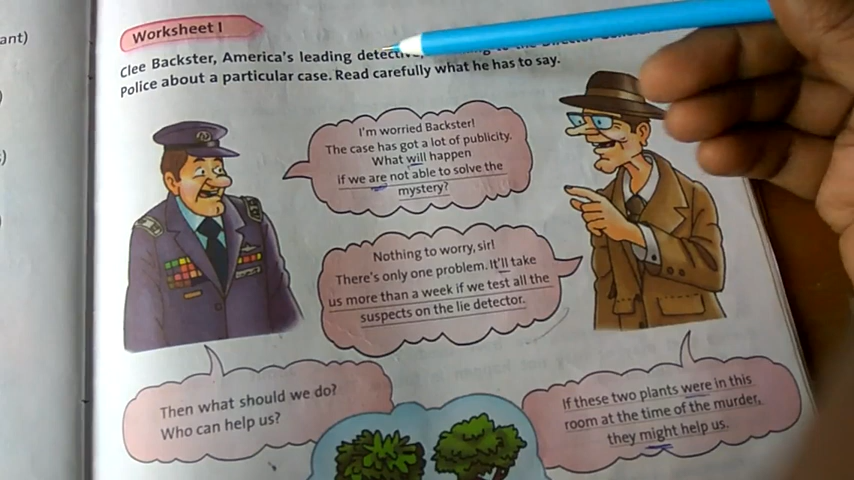 ant)
Worksheet 1
Clee Backster, America's leading detective, to the
Police about a particular case. Read carefully what he has to say.
I'm worried Backster!
The case has got a lot of publicity.
What will happen
if we are not able to solve the
mystery?
Nothing to worry, sir!
There's only one problem. It'll take
us more than a week if we test all the
suspects on the lie detector.
Then what should we do?
Who can help us?
If these two plants were in this
room at the time of the murder,
they might help us.